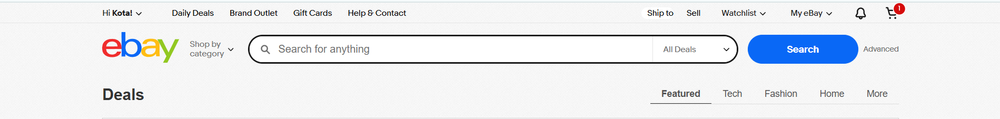 Hi Kota! Daily Deals Brand Outlet Gift Cards Help & Contact Ship to Sell Watchlist My eBay 1
ebay Shop by category Search for anything All Deals Search Advanced
Deals Featured Tech Fashion Home More